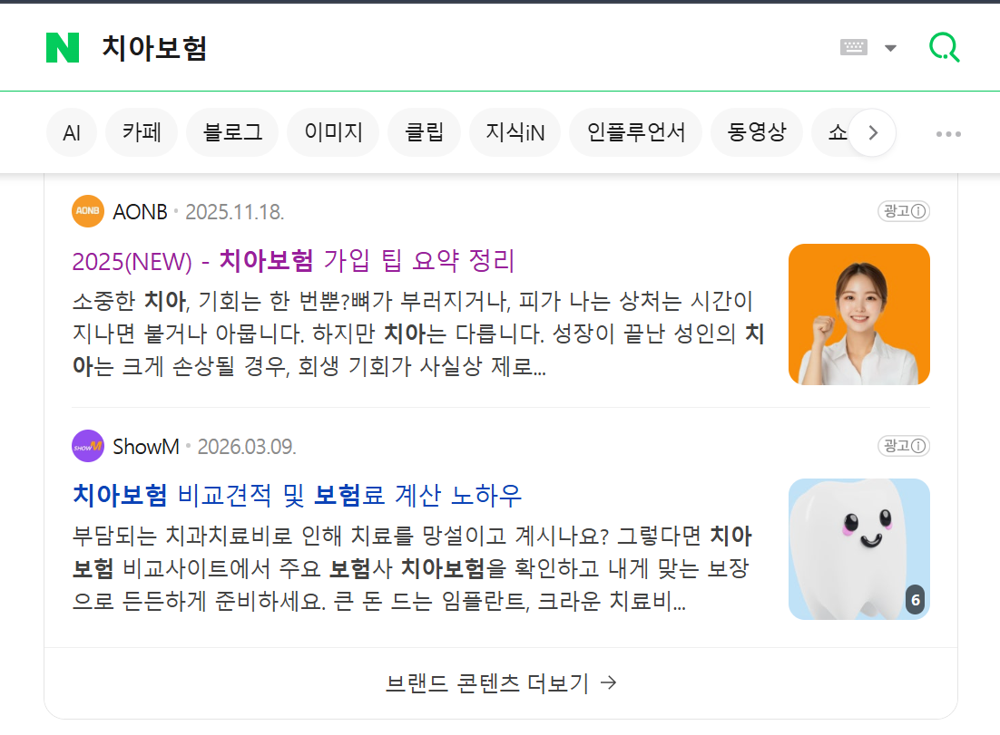 N 치아보험
AI 카페 블로그 이미지 클립 지식iN 인플루언서 동영상 쇼
AONB AONB · 2025.11.18. 광고
2025(NEW) - 치아보험 가입 팁 요약 정리
소중한 치아, 기회는 한 번뿐?뼈가 부러지거나, 피가 나는 상처는 시간이
지나면 붙거나 아뭅니다. 하지만 치아는 다릅니다. 성장이 끝난 성인의 치
아는 크게 손상될 경우, 회생 기회가 사실상 제로...
SHOWM ShowM · 2026.03.09. 광고
치아보험 비교견적 및 보험료 계산 노하우
부담되는 치과치료비로 인해 치료를 망설이고 계시나요? 그렇다면 치아
보험 비교사이트에서 주요 보험사 치아보험을 확인하고 내게 맞는 보장
으로 든든하게 준비하세요. 큰 돈 드는 임플란트, 크라운 치료비...
6
브랜드 콘텐츠 더보기 →